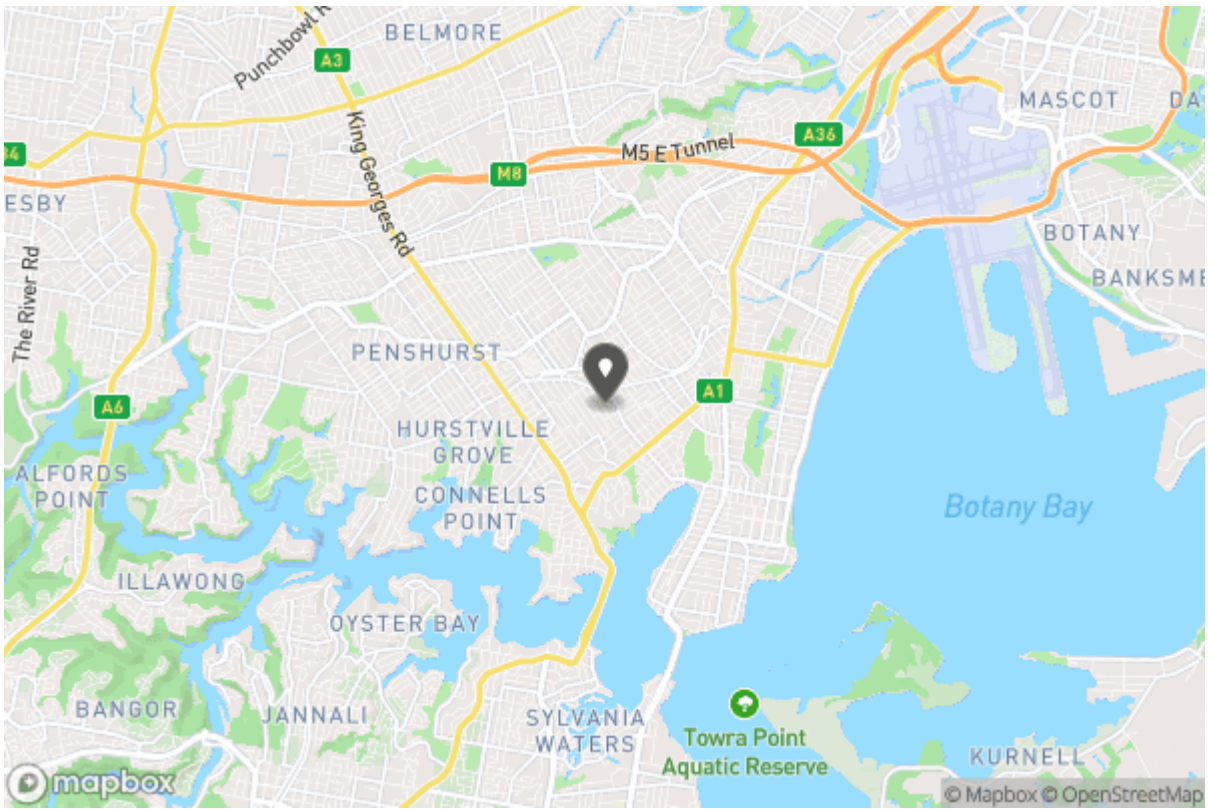 BELMORE
Punchbowl R
A3
MASCOT
DA
A36
M5 E Tunnel
34
M8
King Georges Rd
ESBY
BOTANY
BANKSME
The River Rd
PENSHURST
A1
A6
HURSTVILLE
GROVE
ALFORDS
POINT
CONNELLS
POINT
Botany Bay
ILLAWONG
OYSTER BAY
BANGOR
JANNALI
SYLVANIA
WATERS
Towra Point
Aquatic Reserve
KURNELL
mapbox
© Mapbox © OpenStreetMap